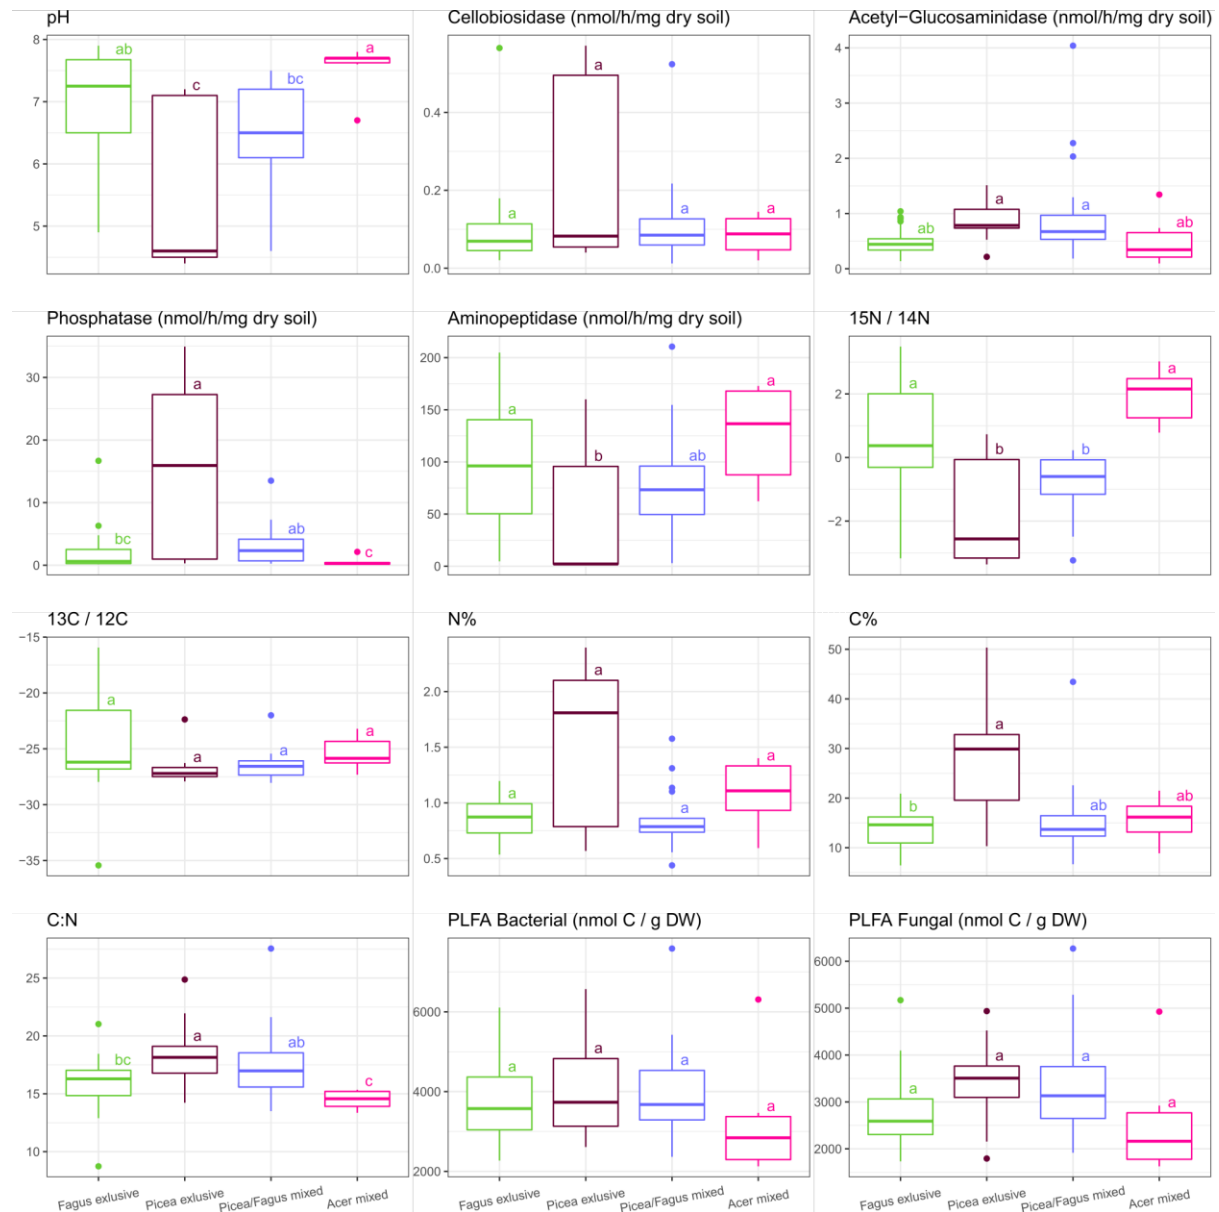 pH
Cellobiosidase (nmol/h/mg dry soil)
Acetyl−Glucosaminidase (nmol/h/mg dry soil)
8
7
6
5
ab
c
bc
a
0.4
0.2
0.0
a
a
a
a
4
3
2
1
0
ab
a
a
ab
Phosphatase (nmol/h/mg dry soil)
Aminopeptidase (nmol/h/mg dry soil)
15N / 14N
30
20
10
0
bc
a
ab
c
200
150
100
50
0
a
b
ab
a
2
0
−2
a
b
b
a
13C / 12C
N%
C%
−15
−20
−25
−30
−35
a
a
a
a
2.0
1.5
1.0
0.5
a
a
a
a
50
40
30
20
10
b
a
ab
ab
C:N
PLFA Bacterial (nmol C / g DW)
PLFA Fungal (nmol C / g DW)
25
20
15
10
bc
a
ab
c
6000
4000
2000
a
a
a
a
6000
5000
4000
3000
2000
a
a
a
a
Fagus exlusive
Picea exlusive
Picea/Fagus mixed
Acer mixed
Fagus exlusive
Picea exlusive
Picea/Fagus mixed
Acer mixed
Fagus exlusive
Picea exlusive
Picea/Fagus mixed
Acer mixed